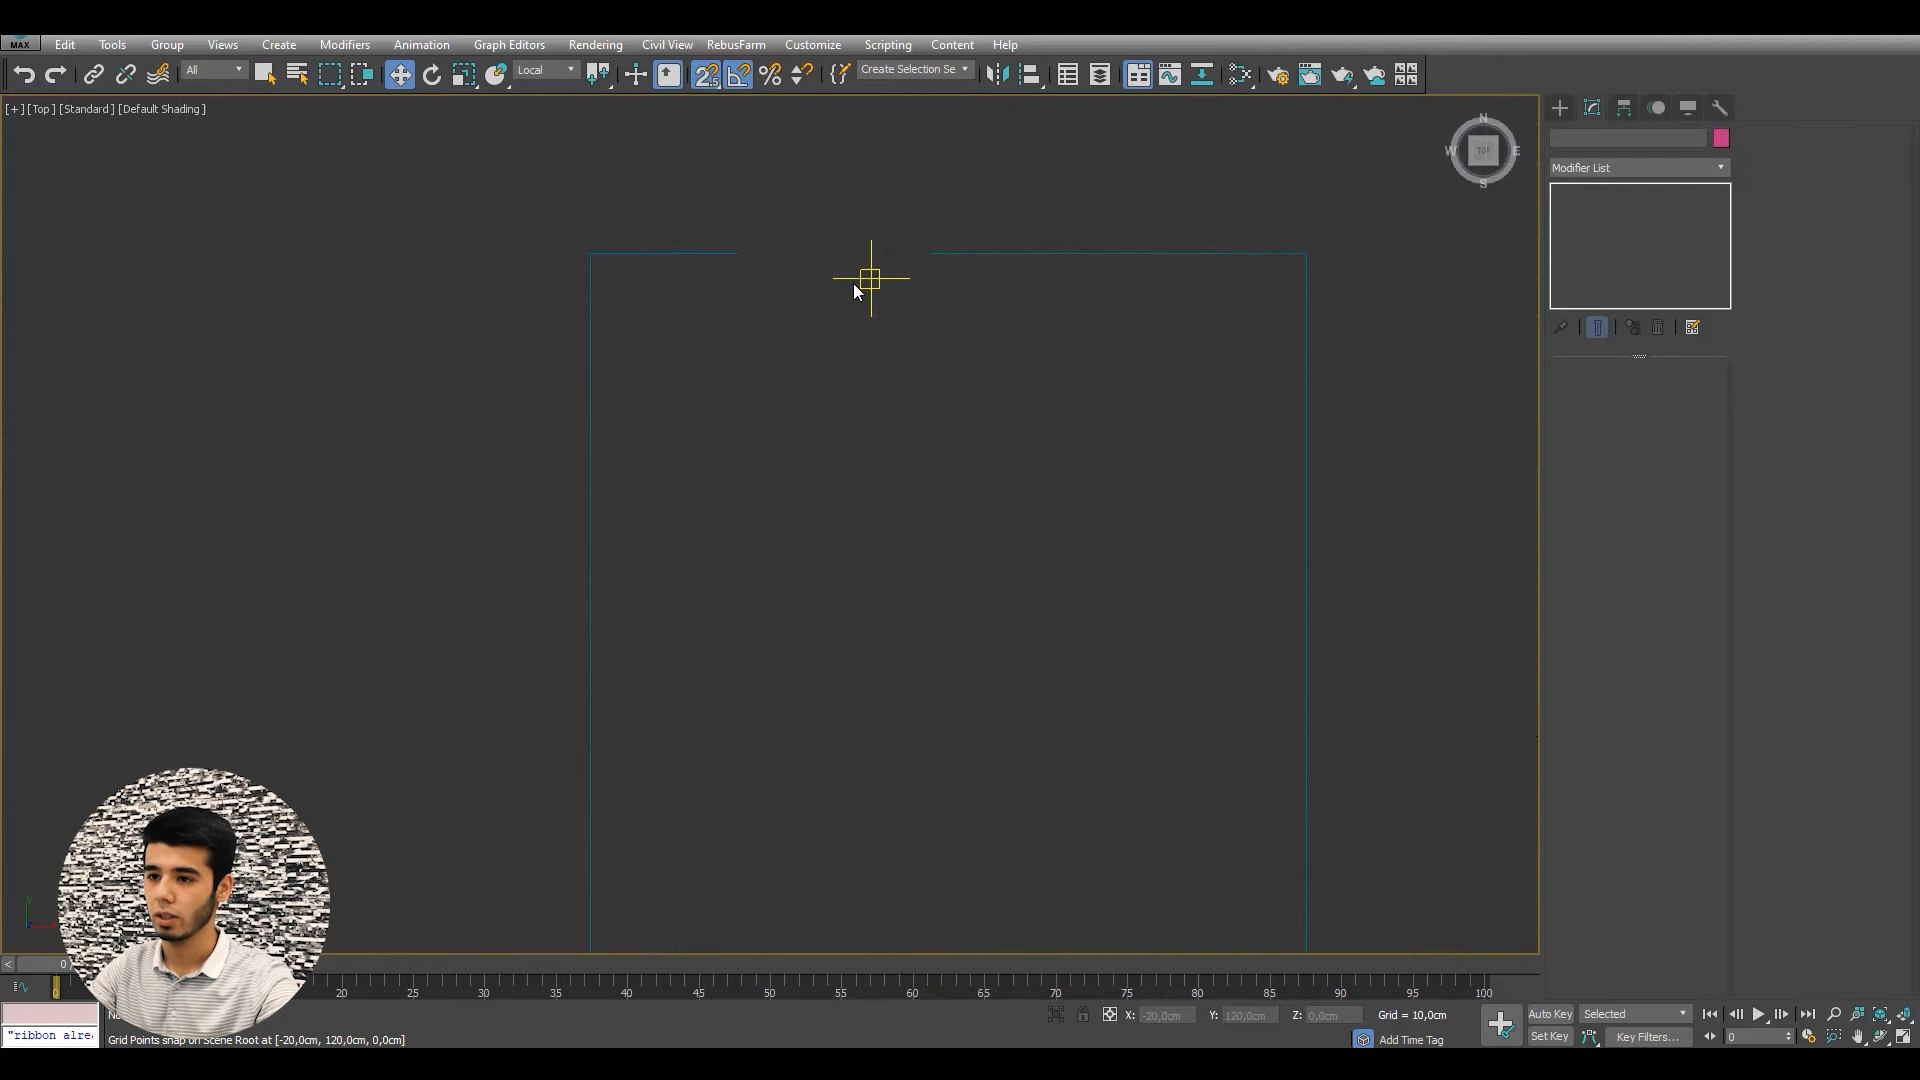 MAX Edit Tools Group Views Create Modifiers Animation Graph Editors Rendering Civil View RebusFarm Customize Scripting Content Help
All Local Create Selection Se
[+] [Top] [Standard] [Default Shading]
N
W TOP E
S
Modifier List
< 0
0 20 25 30 35 40 45 50 55 60 65 70 75 80 85 90 95 100
X: -20,0cm Y: 120,0cm Z: 0,0cm Grid = 10,0cm Auto Key Selected
"ribbon alre
Grid Points snap on Scene Root at [-20,0cm, 120,0cm, 0,0cm] Add Time Tag Set Key Key Filters... 0